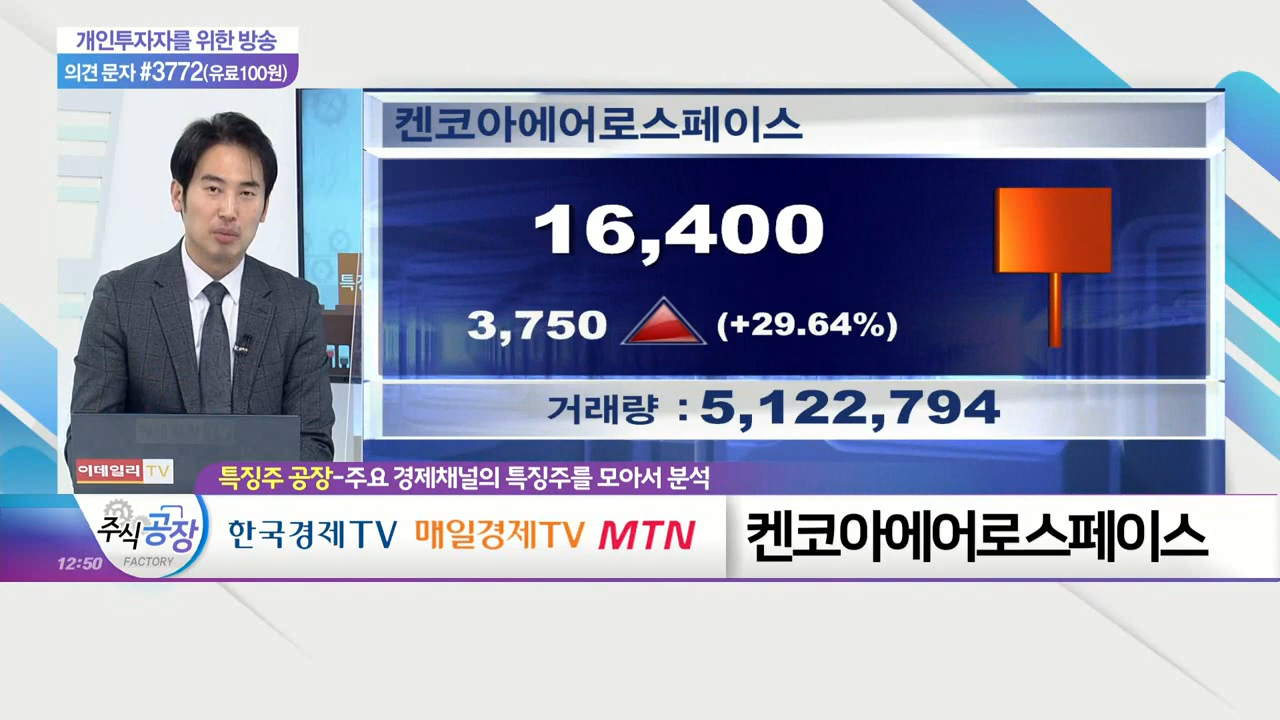 개인투자자를 위한 방송
의견 문자 #3772(유료100원)
켄코아에어로스페이스
16,400
3,750 ▲ (+29.64%)
거래량 : 5,122,794
특징
이데일리 TV
특징주 공장-주요 경제채널의 특징주를 모아서 분석
주식공장
FACTORY
12:50
한국경제TV 매일경제TV MTN
켄코아에어로스페이스